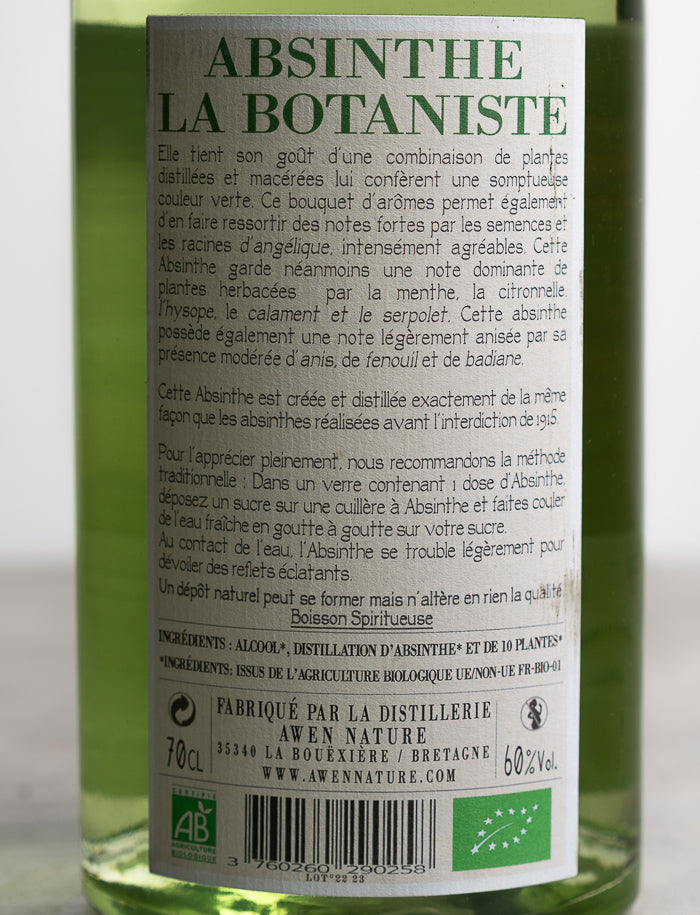 ABSINTHE
LA BOTANISTE
Elle tient son goût d'une combinaison de plantes
distillées et macérées lui confèrent une somptueuse
couleur verte. Ce bouquet d'arômes permet également
d'en faire ressortir des notes fortes par les semences et
les racines d'angélique, intensément agréables. Cette
Absinthe garde néanmoins une note dominante de
plantes herbacées par la menthe, la citronnelle,
l'hysope, le calament et le serpolet. Cette absinthe
possède également une note légèrement anisée par sa
présence modérée d'anis, de fenouil et de badiane.
Cette Absinthe est créée et distillée exactement de la même
façon que les absinthes réalisées avant l'interdiction de 1915.
Pour l'apprécier pleinement, nous recommandons la méthode
traditionnelle : Dans un verre contenant 1 dose d'Absinthe,
déposez un sucre sur une cuillère à Absinthe et faites couler
de l'eau fraîche en goutte à goutte sur votre sucre.
Au contact de l'eau, l'Absinthe se trouble légèrement pour
dévoiler des reflets éclatants.
Un dépôt naturel peut se former mais n'altère en rien la qualité.
Boisson Spiritueuse
INGRÉDIENTS : ALCOOL*, DISTILLATION D'ABSINTHE* ET DE 10 PLANTES*
*INGRÉDIENTS: ISSUS DE L'AGRICULTURE BIOLOGIQUE UE/NON-UE FR-BIO-01
FABRIQUÉ PAR LA DISTILLERIE
AWEN NATURE
35340 LA BOUËXIÈRE / BRETAGNE
WWW.AWENNATURE.COM
70CL
60%Vol.
CERTIFIÉ
AB
AGRICULTURE
BIOLOGIQUE
3 760260 290258
LOT°22 23